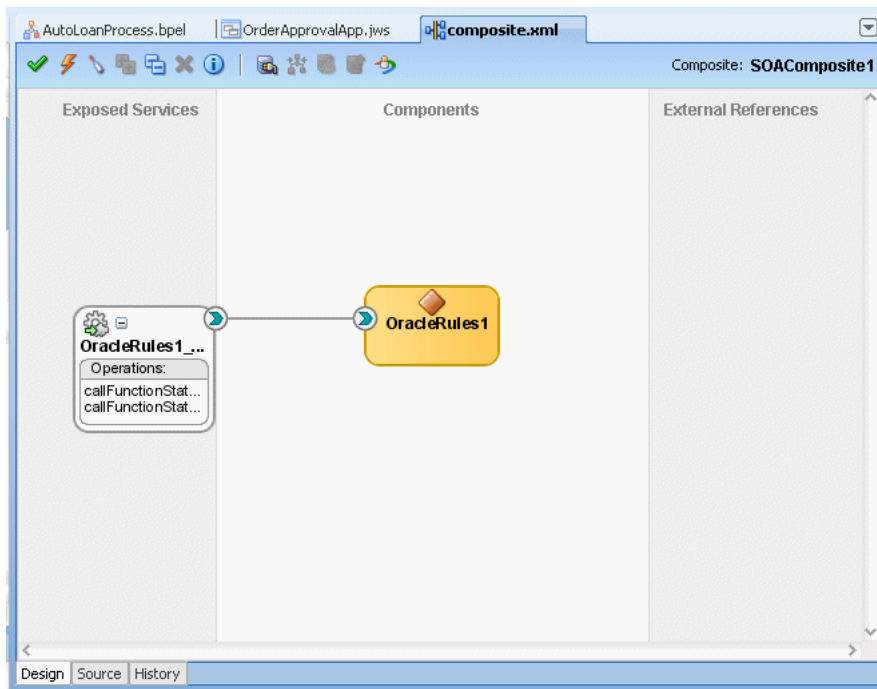 AutoLoanProcess.bpel OrderApprovalApp.jws composite.xml
Composite: SOAComposite1
Exposed Services Components External References
OracleRules1
OracleRules1_...
Operations:
callFunctionStat...
callFunctionStat...
Design Source History